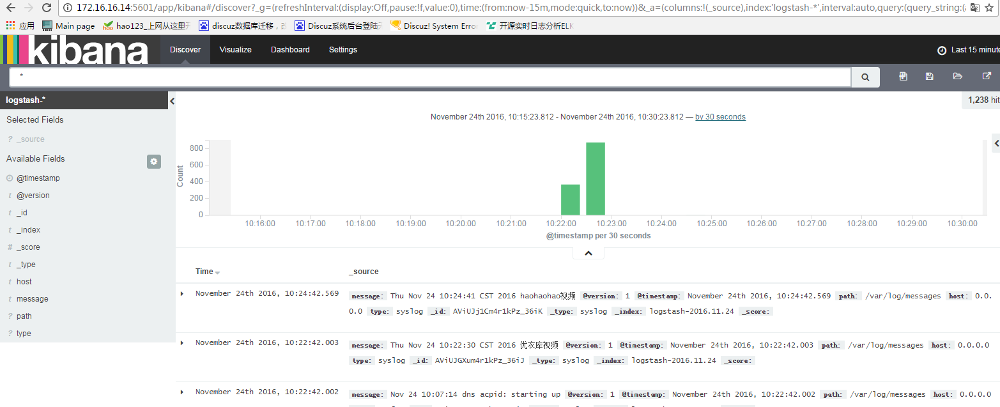 172.16.16.14:5601/app/kibana#/discover?_g=(refreshInterval:(display:Off,pause:!f,value:0),time:(from:now-15m,mode:quick,to:now))&_a=(columns:!(_source),index:'logstash-*',interval:auto,query:(query_string:(
应用 Main page hao123_上网从这里 discuz数据库迁移, Discuz系统后台登陆 Discuz! System Erro 开源实时日志分析ELK
kibana Discover Visualize Dashboard Settings Last 15 minute
*
logstash-* 1,238 hit
Selected Fields
? _source
Available Fields
@timestamp
t @version
t _id
t _index
# _score
t _type
t host
t message
? path
? type
November 24th 2016, 10:15:23.812 - November 24th 2016, 10:30:23.812 — by 30 seconds
Count
800
600
400
200
0
10:16:00 10:17:00 10:18:00 10:19:00 10:20:00 10:21:00 10:22:00 10:23:00 10:24:00 10:25:00 10:26:00 10:27:00 10:28:00 10:29:00 10:30:00
@timestamp per 30 seconds
Time _source
November 24th 2016, 10:24:42.569 message: Thu Nov 24 10:24:41 CST 2016 haohaohao视频 @version: 1 @timestamp: November 24th 2016, 10:24:42.569 path: /var/log/messages host: 0.0.
0.0 type: syslog _id: AViUJj1Cm4r1kPz_36iK _type: syslog _index: logstash-2016.11.24 _score:
November 24th 2016, 10:22:42.003 message: Thu Nov 24 10:22:30 CST 2016 优衣库视频 @version: 1 @timestamp: November 24th 2016, 10:22:42.003 path: /var/log/messages host: 0.0.0.0
type: syslog _id: AViUJGXum4r1kPz_36iJ _type: syslog _index: logstash-2016.11.24 _score:
November 24th 2016, 10:22:42.002 message: Nov 24 10:07:14 dns acpid: starting up @version: 1 @timestamp: November 24th 2016, 10:22:42.002 path: /var/log/messages host: 0.0.0.0